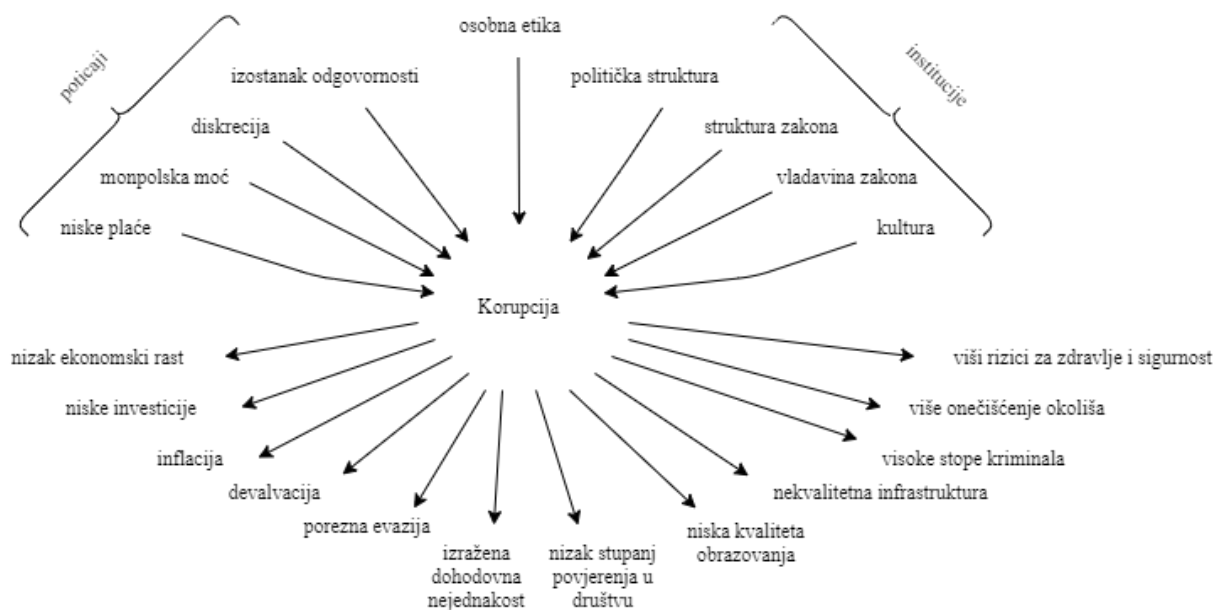 osobna etika
poticaji
institucije
izostanak odgovornosti
politička struktura
diskrecija
struktura zakona
monpolska moć
vladavina zakona
niske plaće
kultura
Korupcija
nizak ekonomski rast
viši rizici za zdravlje i sigurnost
niske investicije
više onečišćenje okoliša
inflacija
visoke stope kriminala
devalvacija
nekvalitetna infrastruktura
porezna evazija
niska kvaliteta
obrazovanja
izražena
dohodovna
nejednakost
nizak stupanj
povjerenja u
društvu